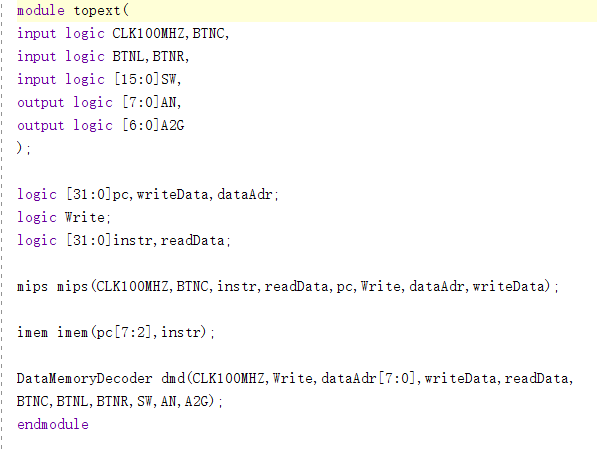 module topext(
input logic CLK100MHZ,BTNC,
input logic BTNL,BTNR,
input logic [15:0]SW,
output logic [7:0]AN,
output logic [6:0]A2G
);
logic [31:0]pc,writeData,dataAdr;
logic Write;
logic [31:0]instr,readData;
mips mips(CLK100MHZ,BTNC,instr,readData,pc,Write,dataAdr,writeData);
imem imem(pc[7:2],instr);
DataMemoryDecoder dmd(CLK100MHZ,Write,dataAdr[7:0],writeData,readData,
BTNC,BTNL,BTNR,SW,AN,A2G);
endmodule